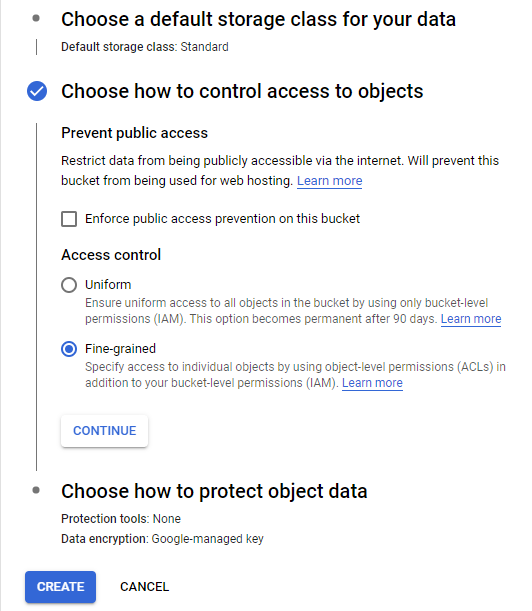 Choose a default storage class for your data
Default storage class: Standard
Choose how to control access to objects
Prevent public access
Restrict data from being publicly accessible via the internet. Will prevent this
bucket from being used for web hosting. Learn more
Enforce public access prevention on this bucket
Access control
Uniform
Ensure uniform access to all objects in the bucket by using only bucket-level
permissions (IAM). This option becomes permanent after 90 days. Learn more
Fine-grained
Specify access to individual objects by using object-level permissions (ACLs) in
addition to your bucket-level permissions (IAM). Learn more
CONTINUE
Choose how to protect object data
Protection tools: None
Data encryption: Google-managed key
CREATE CANCEL